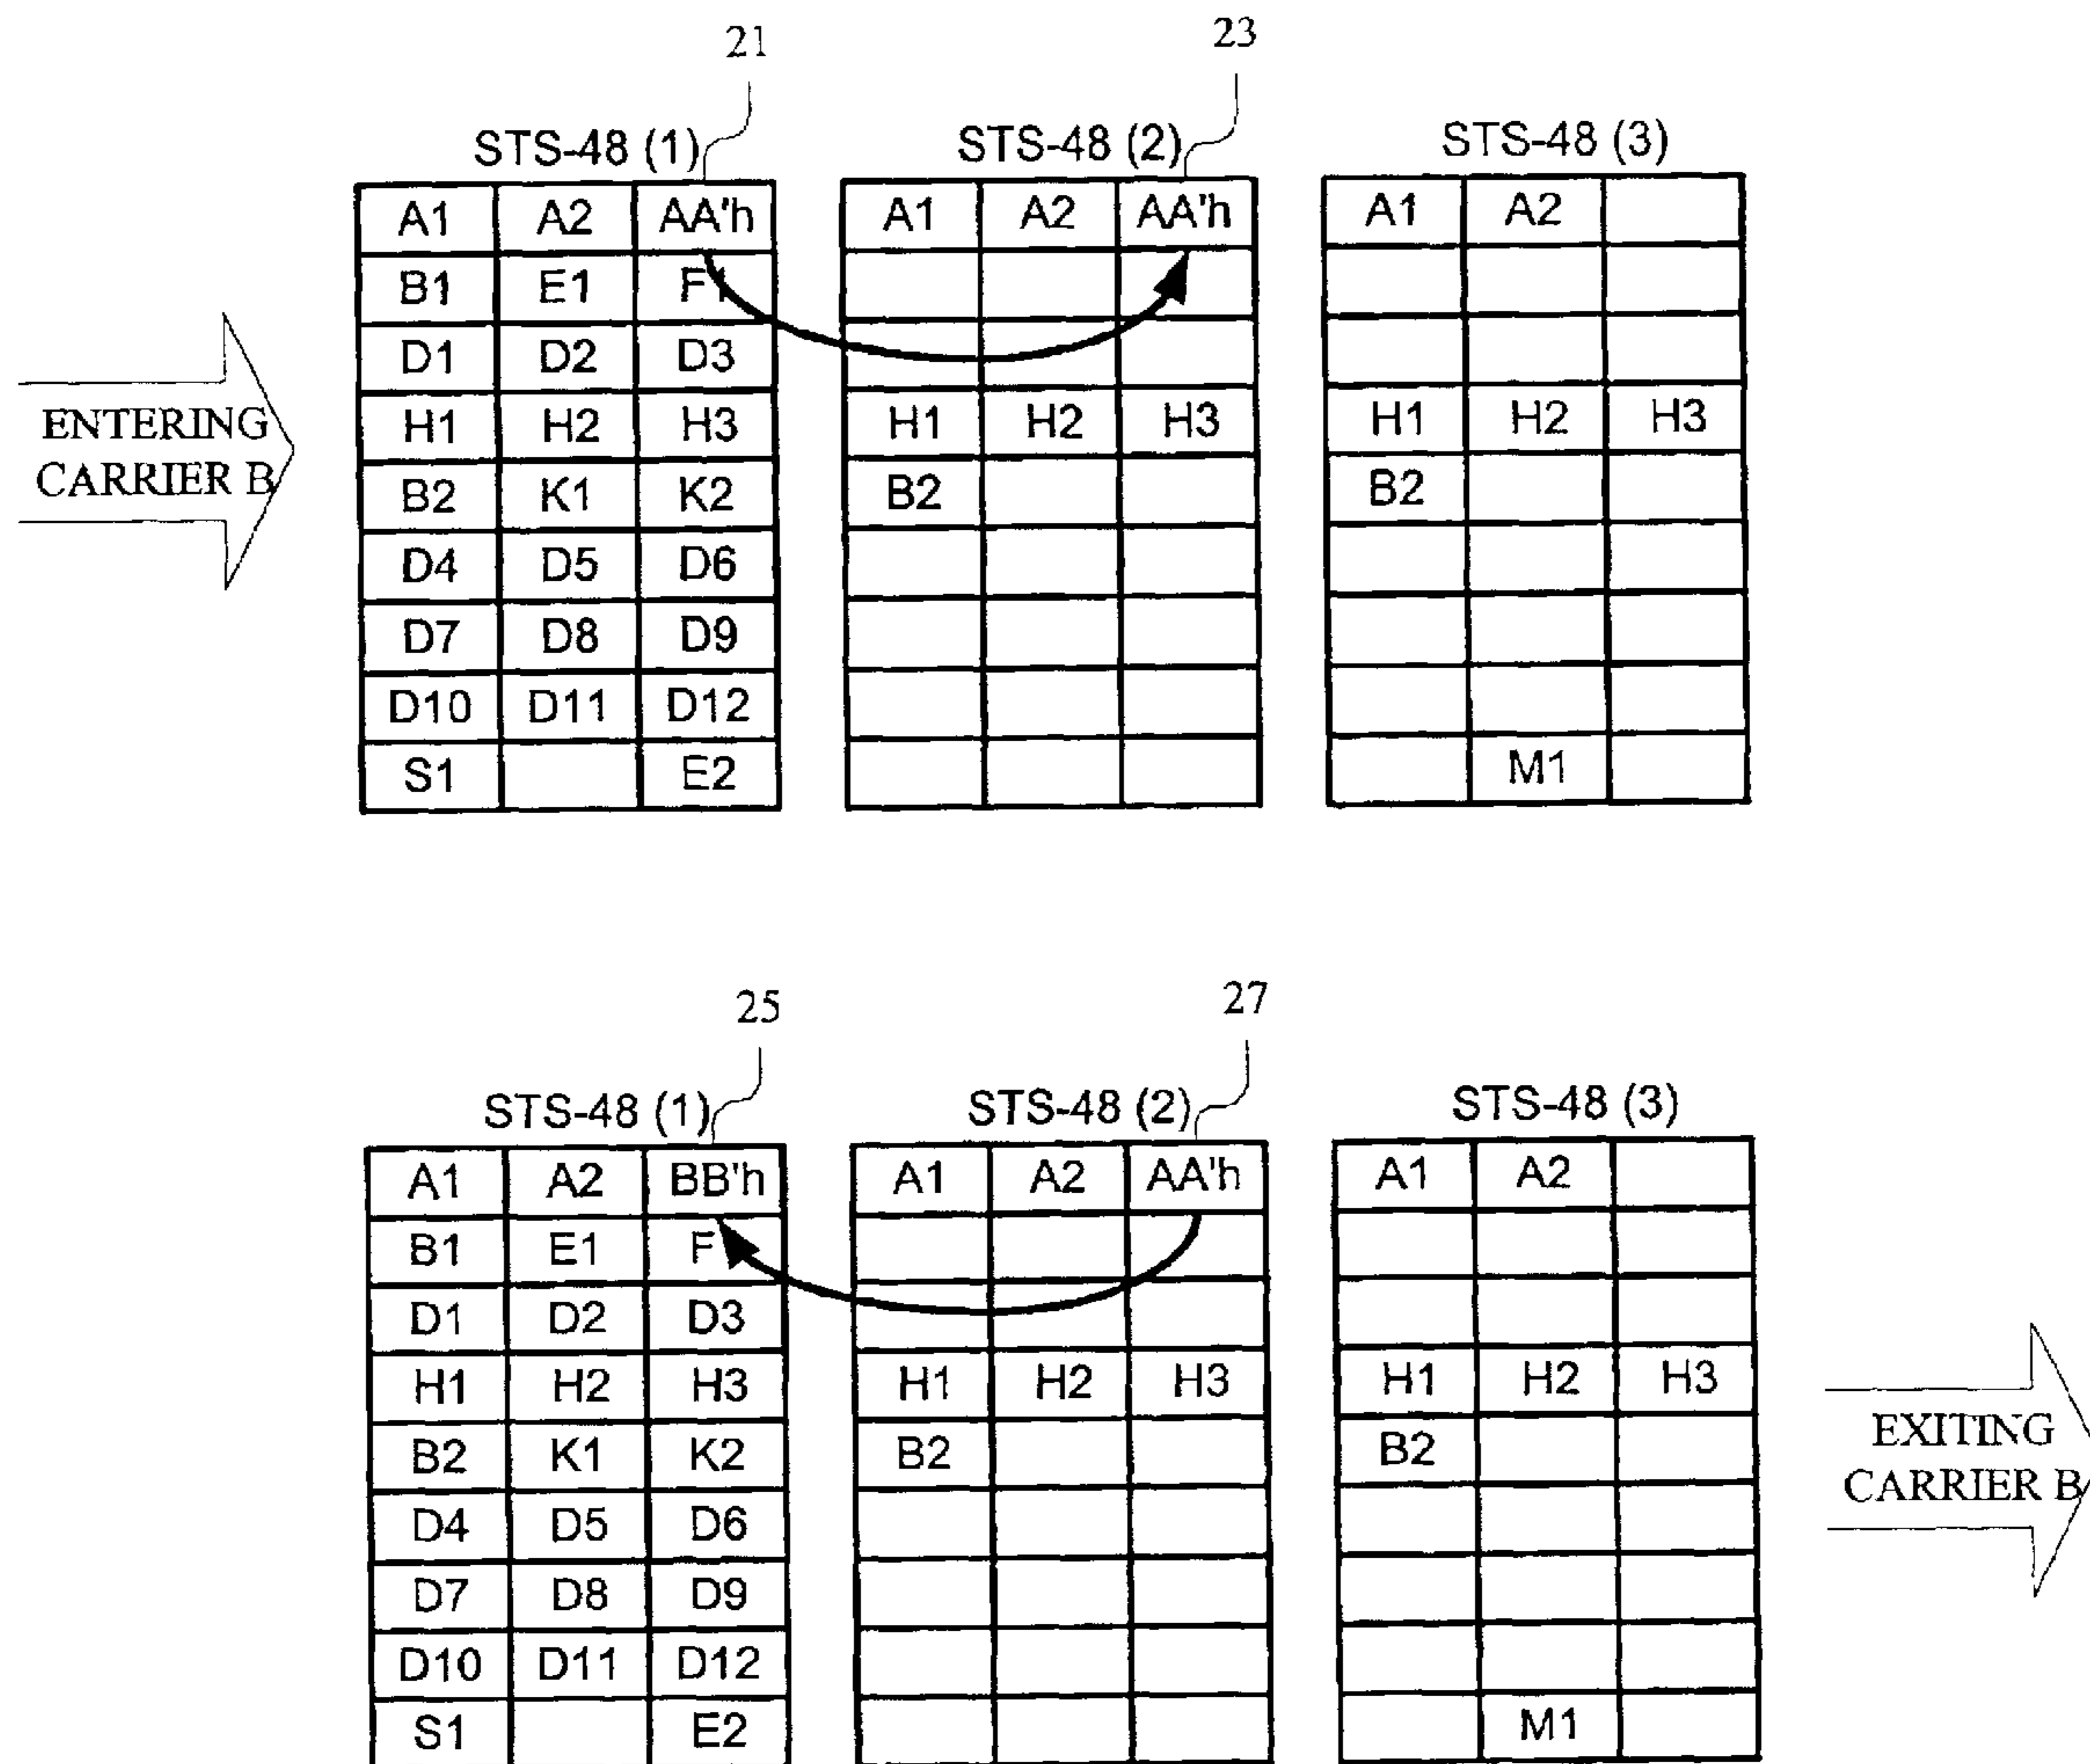 21 23
STS-48 (1) STS-48 (2) STS-48 (3)
A1 A2 AA'h A1 A2 AA'h A1 A2
B1 E1 F1
D1 D2 D3
ENTERING CARRIER B
H1 H2 H3 H1 H2 H3 H1 H2 H3
B2 K1 K2 B2 B2
D4 D5 D6
D7 D8 D9
D10 D11 D12
S1 E2 M1
25 27
STS-48 (1) STS-48 (2) STS-48 (3)
A1 A2 BB'h A1 A2 AA'h A1 A2
B1 E1 F
D1 D2 D3
H1 H2 H3 H1 H2 H3 H1 H2 H3
B2 K1 K2 B2 B2
EXITING CARRIER B
D4 D5 D6
D7 D8 D9
D10 D11 D12
S1 E2 M1